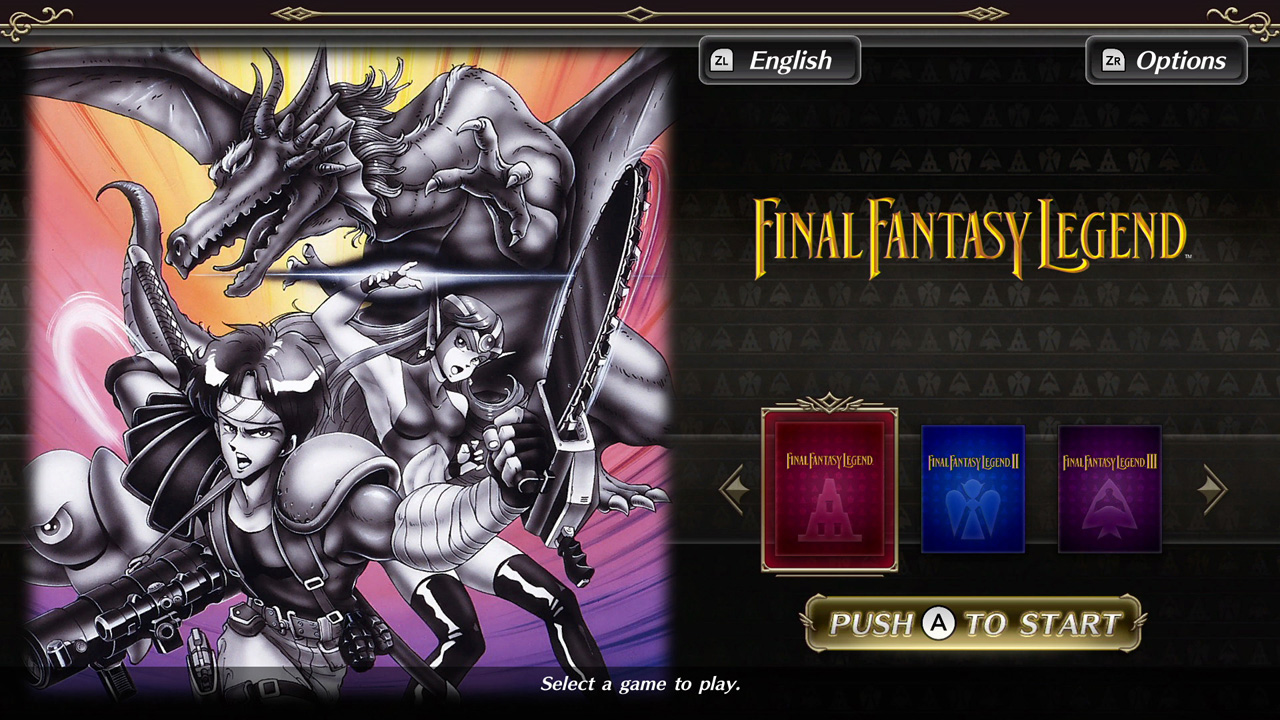 ZL English
ZR Options
FINAL FANTASY LEGEND™
FINAL FANTASY LEGEND
FINAL FANTASY LEGEND II
FINAL FANTASY LEGEND III
PUSH A TO START
Select a game to play.